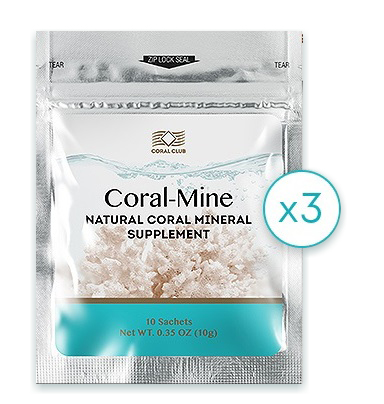 ZIP LOCK SEAL
TEAR TEAR
CORAL CLUB
Coral-Mine
NATURAL CORAL MINERAL
SUPPLEMENT
x3
10 Sachets
Net WT. 0.35 OZ (10g)